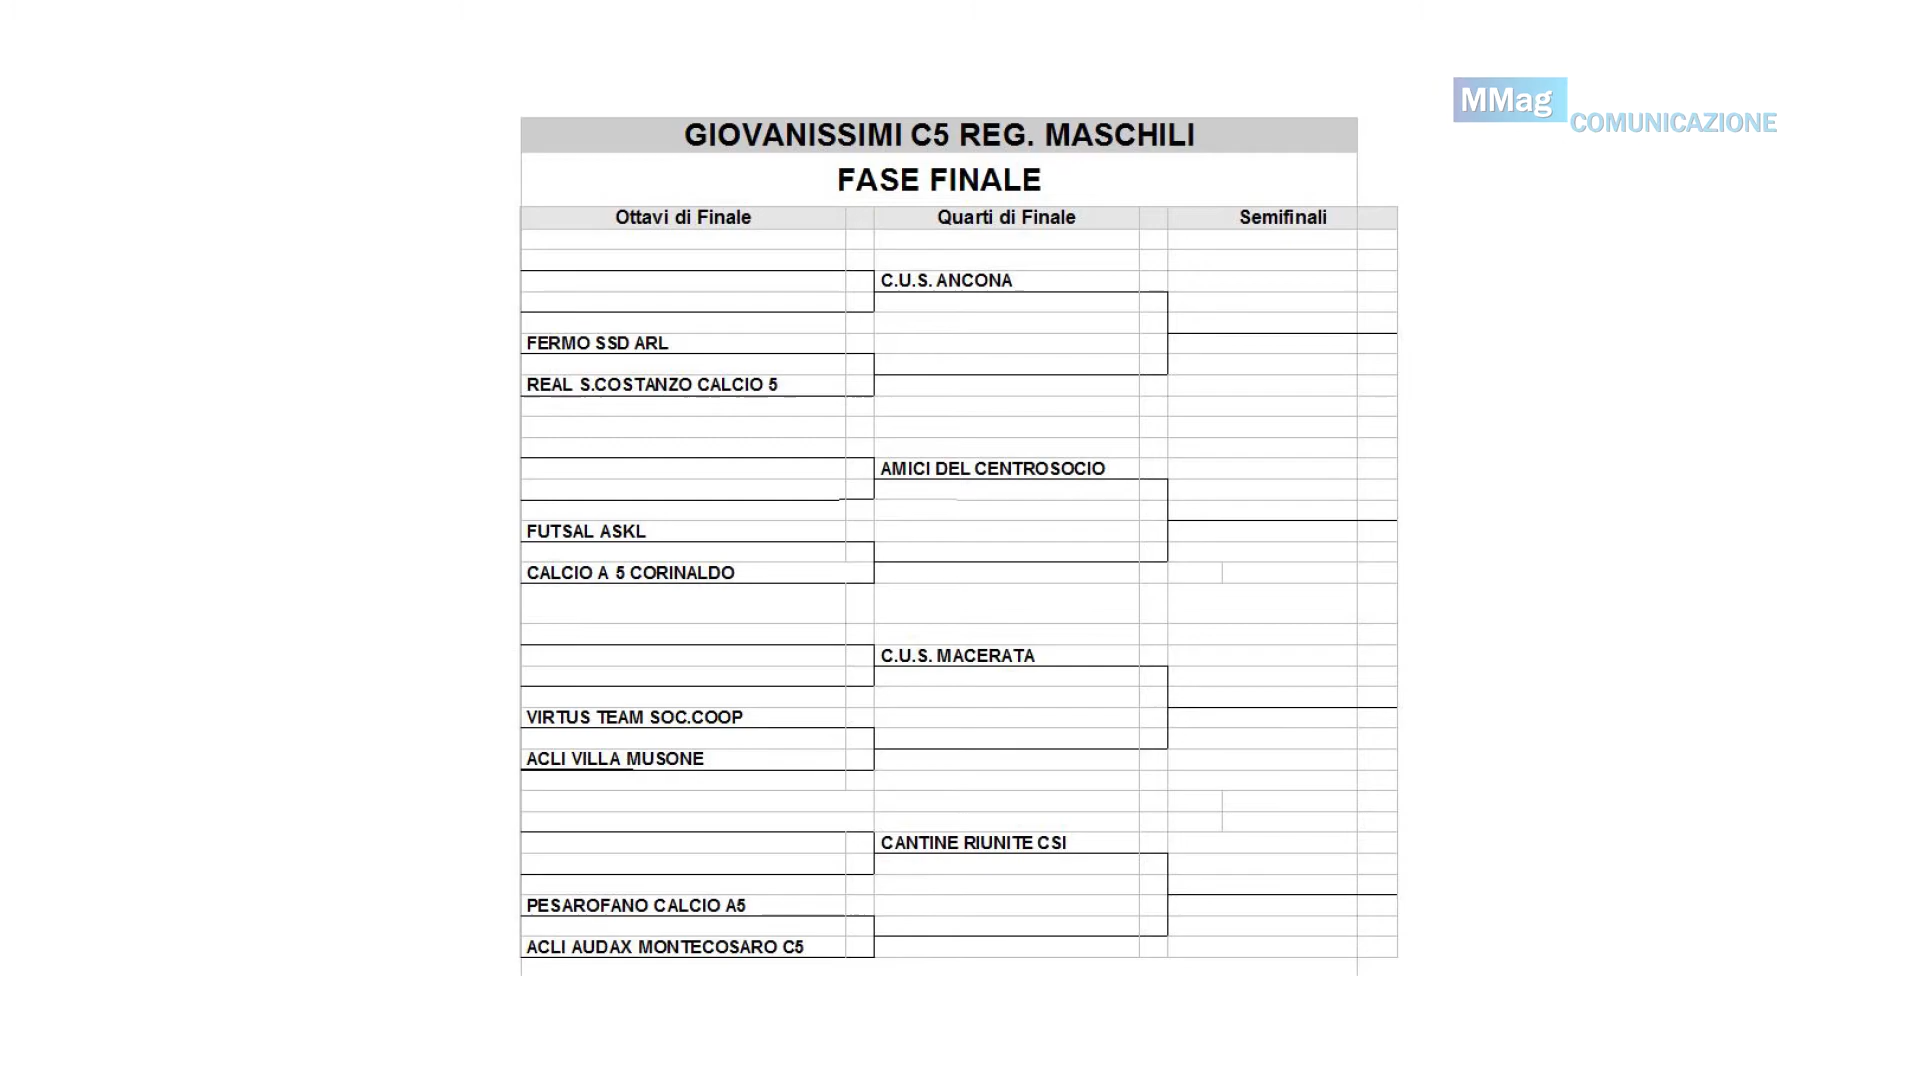 MMag
COMUNICAZIONE
GIOVANISSIMI C5 REG. MASCHILI
FASE FINALE
Ottavi di Finale Quarti di Finale Semifinali
C.U.S. ANCONA
FERMO SSD ARL
REAL S.COSTANZO CALCIO 5
AMICI DEL CENTROSOCIO
FUTSAL ASKL
CALCIO A 5 CORINALDO
C.U.S. MACERATA
VIRTUS TEAM SOC.COOP
ACLI VILLA MUSONE
CANTINE RIUNITE CSI
PESAROFANO CALCIO A5
ACLI AUDAX MONTECOSARO C5